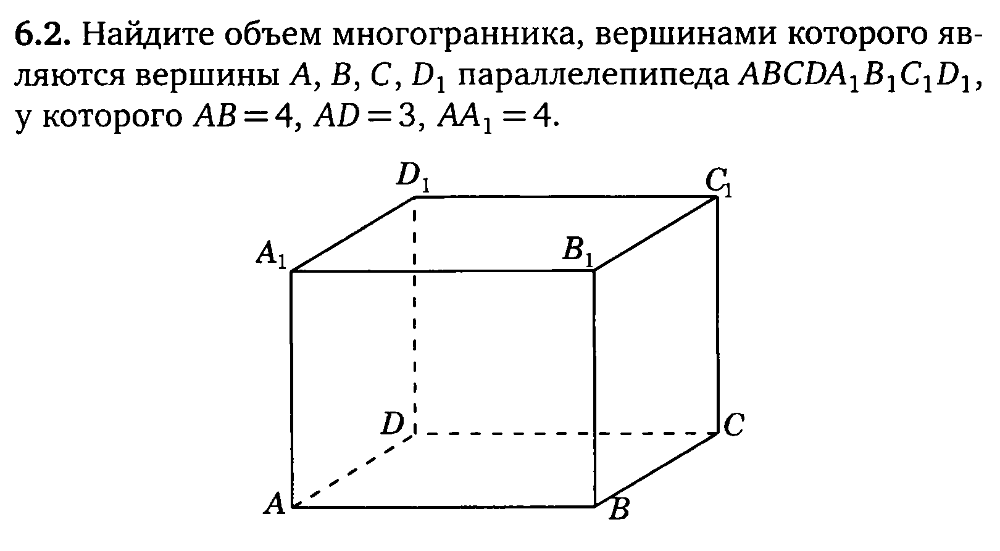 6.2. Найдите объем многогранника, вершинами которого яв-
ляются вершины A, B, C, D₁ параллелепипеда ABCDA₁B₁C₁D₁,
у которого AB = 4, AD = 3, AA₁ = 4.
D₁
C₁
A₁
B₁
D
C
A
B